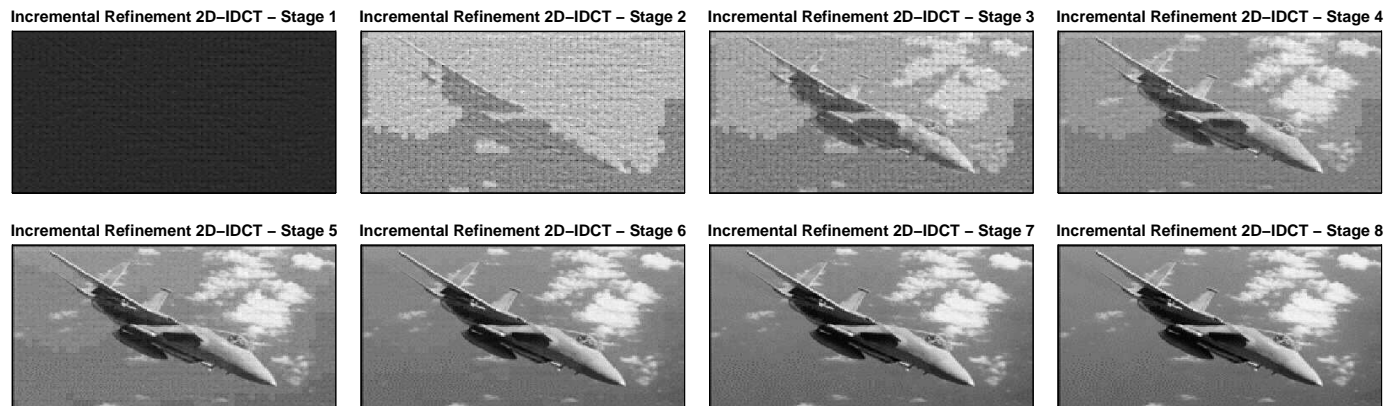 Incremental Refinement 2D–IDCT – Stage 1
Incremental Refinement 2D–IDCT – Stage 2
Incremental Refinement 2D–IDCT – Stage 3
Incremental Refinement 2D–IDCT – Stage 4
Incremental Refinement 2D–IDCT – Stage 5
Incremental Refinement 2D–IDCT – Stage 6
Incremental Refinement 2D–IDCT – Stage 7
Incremental Refinement 2D–IDCT – Stage 8